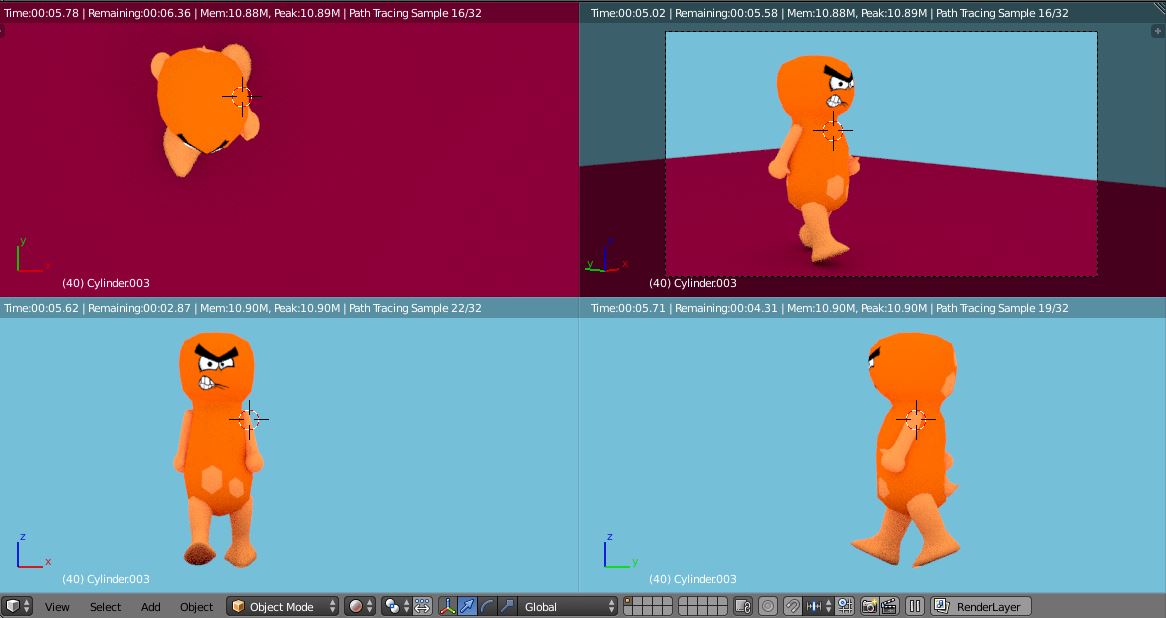 Time:00:05.78 | Remaining:00:06.36 | Mem:10.88M, Peak:10.89M | Path Tracing Sample 16/32
Time:00:05.02 | Remaining:00:05.58 | Mem:10.88M, Peak:10.89M | Path Tracing Sample 16/32
y
x
(40) Cylinder.003
z
y
x
(40) Cylinder.003
Time:00:05.62 | Remaining:00:02.87 | Mem:10.90M, Peak:10.90M | Path Tracing Sample 22/32
Time:00:05.71 | Remaining:00:04.31 | Mem:10.90M, Peak:10.90M | Path Tracing Sample 19/32
z
x
(40) Cylinder.003
z
y
(40) Cylinder.003
View Select Add Object Object Mode Global RenderLayer